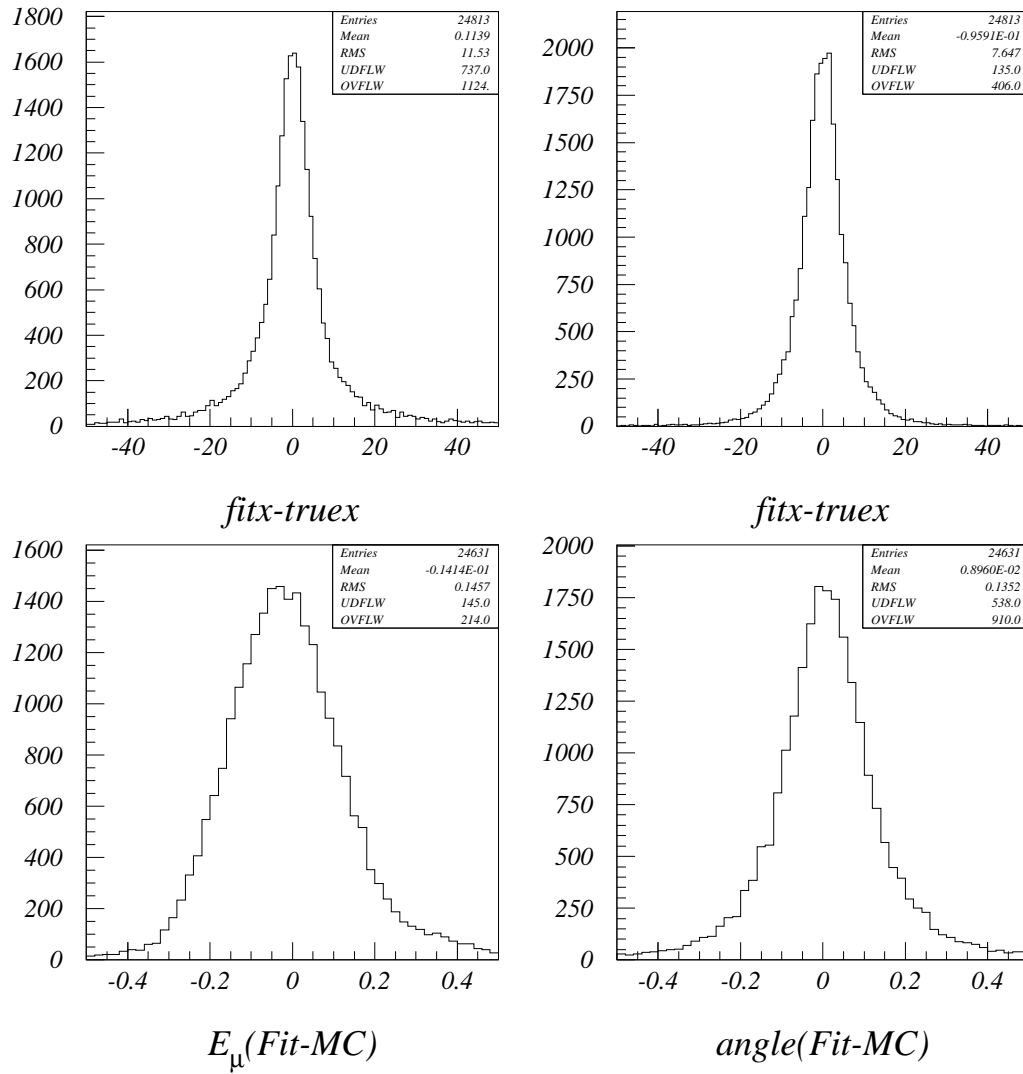 Entries 24813
Mean 0.1139
RMS 11.53
UDFLW 737.0
OVFLW 1124.
1800
1600
1400
1200
1000
800
600
400
200
0
-40 -20 0 20 40
fitx-truex
Entries 24813
Mean -0.9591E-01
RMS 7.647
UDFLW 135.0
OVFLW 406.0
2000
1750
1500
1250
1000
750
500
250
0
-40 -20 0 20 40
fitx-truex
Entries 24631
Mean -0.1414E-01
RMS 0.1457
UDFLW 145.0
OVFLW 214.0
1600
1400
1200
1000
800
600
400
200
0
-0.4 -0.2 0 0.2 0.4
Eμ(Fit-MC)
Entries 24631
Mean 0.8960E-02
RMS 0.1352
UDFLW 538.0
OVFLW 910.0
2000
1750
1500
1250
1000
750
500
250
0
-0.4 -0.2 0 0.2 0.4
angle(Fit-MC)